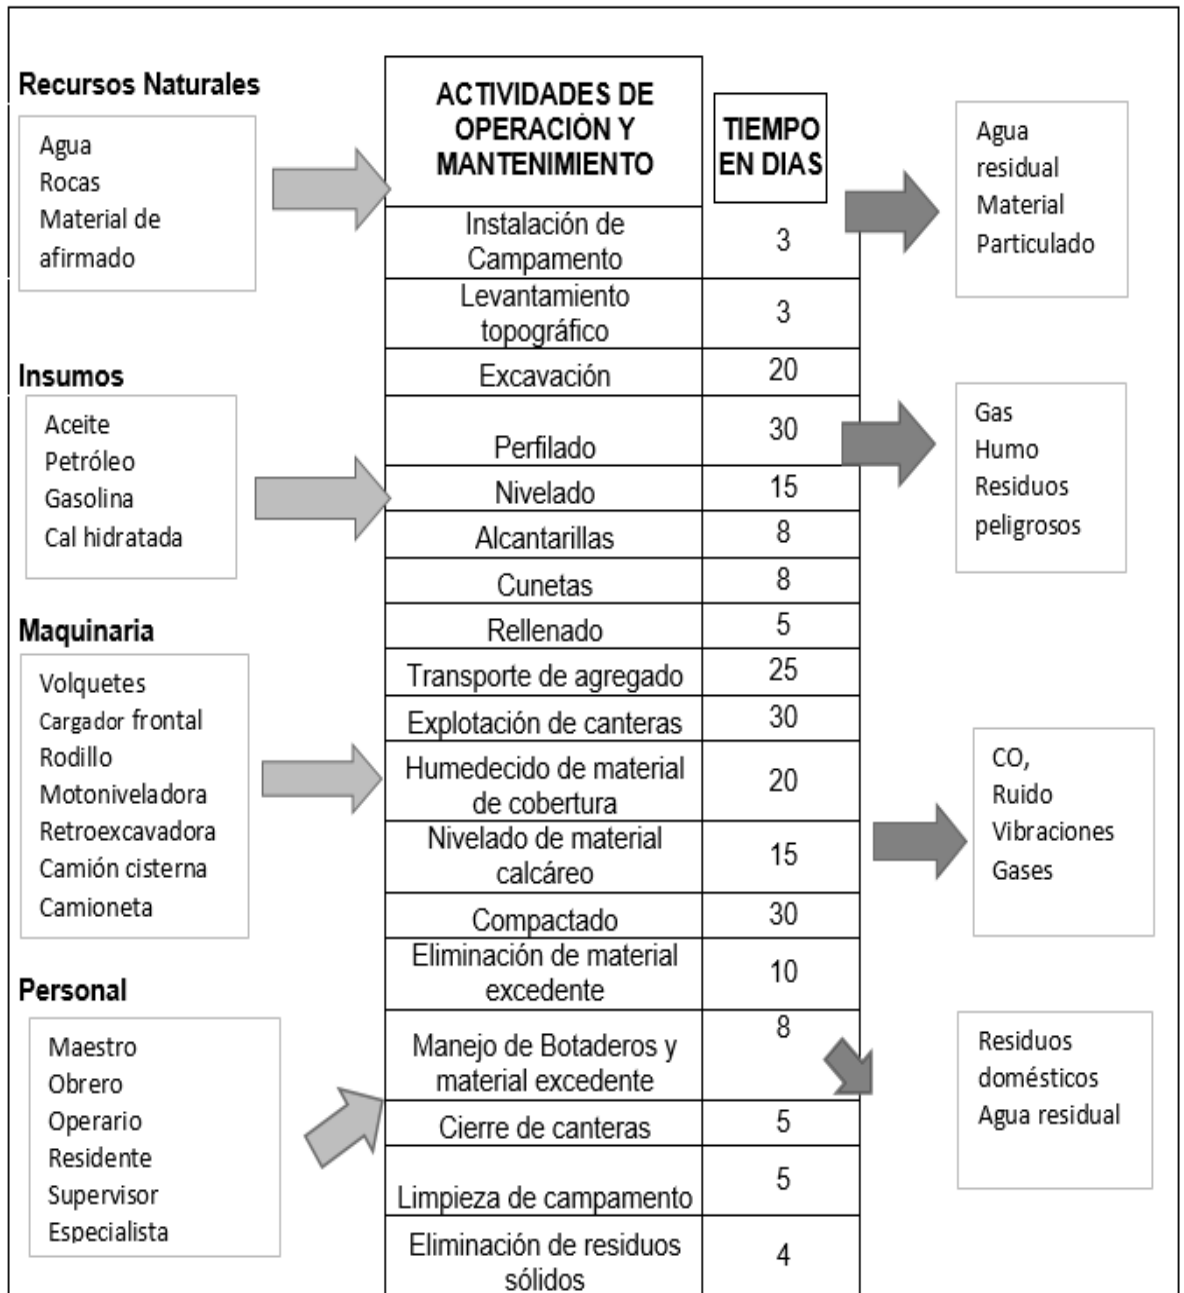 Recursos Naturales
Agua
Rocas
Material de
afirmado
Insumos
Aceite
Petróleo
Gasolina
Cal hidratada
Maquinaria
Volquetes
Cargador frontal
Rodillo
Motoniveladora
Retroexcavadora
Camión cisterna
Camioneta
Personal
Maestro
Obrero
Operario
Residente
Supervisor
Especialista
ACTIVIDADES DE
OPERACIÓN Y
MANTENIMIENTO
TIEMPO
EN DIAS
Instalación de
Campamento
3
Levantamiento
topográfico
3
Excavación
20
Perfilado
30
Nivelado
15
Alcantarillas
8
Cunetas
8
Rellenado
5
Transporte de agregado
25
Explotación de canteras
30
Humedecido de material
de cobertura
20
Nivelado de material
calcáreo
15
Compactado
30
Eliminación de material
excedente
10
Manejo de Botaderos y
material excedente
8
Cierre de canteras
5
Limpieza de campamento
5
Eliminación de residuos
sólidos
4
Agua
residual
Material
Particulado
Gas
Humo
Residuos
peligrosos
CO,
Ruido
Vibraciones
Gases
Residuos
domésticos
Agua residual